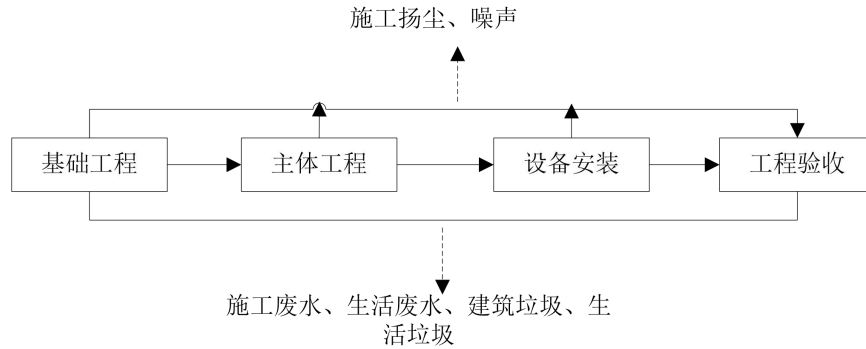 施工扬尘、噪声
基础工程
主体工程
设备安装
工程验收
施工废水、生活废水、建筑垃圾、生
活垃圾